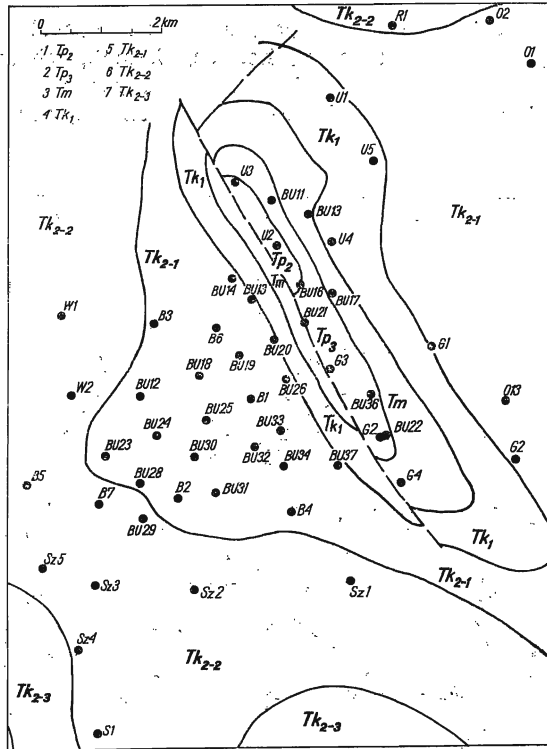 0 2 km
1 Tp2
2 Tp3
3 Tm
4 Tk1
5 Tk2-1
6 Tk2-2
7 Tk2-3
Tk2-2
R1
O2
O1
U1
Tk1
U5
Tk1
U3
BU11
BU13
Tk2-1
U2
U4
Tk2-2
Tk2-1
Tp2
Tm
BU14
BU13
BU16
BU17
W1
B3
B6
BU21
Tp3
G1
BU20
BU19
G3
BU18
BU26
W2
BU12
B1
BU36
Tm
O13
BU25
Tk1
BU24
BU33
G2
BU22
BU23
BU30
BU32
BU34
BU37
G2
B5
BU28
B2
BU31
G4
B7
BU29
B4
Tk1
Sz5
Tk2-1
Sz3
Sz2
Sz1
Sz4
Tk2-2
Tk2-3
S1
Tk2-3